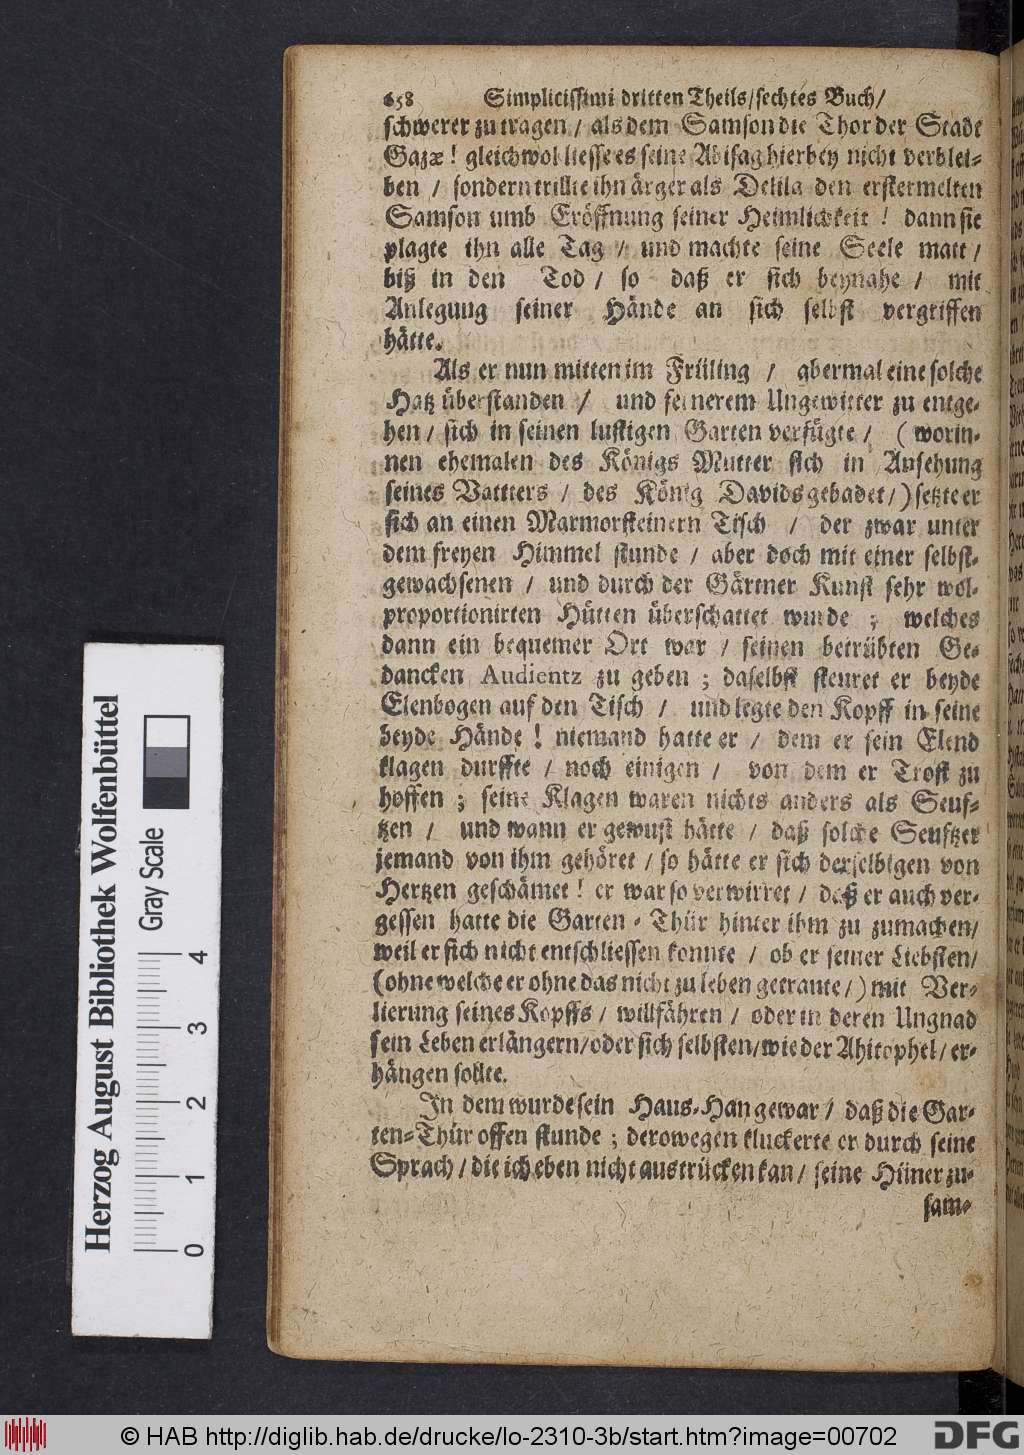 658 Simplicissimi dritten Theils/sechtes Buch/
schwerer zu tragen / als dem Samson die Thor der Stadt
Gazæ! gleichwol liesse es seine Abisag hierbey nicht verblei-
ben / sondern trillte ihn ärger als Delila den erstermelten
Samson umb Eröffnung seiner Heimlichkeit! dann sie
plagte ihn alle Tag / und machte seine Seele matt /
biß in den Tod / so daß er sich beynahe / mit
Anlegung seiner Hände an sich selbst vergriffen
hätte.
Als er nun mitten im Früling / abermal eine solche
Hatz überstanden / und fernerem Ungewitter zu entge-
hen / sich in seinen lustigen Garten verfügte / (worin-
nen ehemalen des Königs Mutter sich in Ansehung
seines Vattters / des König Davids gebadet/) setzte er
sich an einen Marmorsteinern Tisch / der zwar unter
dem freyen Himmel stunde / aber doch mit einer selbst-
gewachsenen / und durch der Gärtner Kunst sehr wol-
proportionirten Hütten überschattet wurde ; welches
dann ein bequemer Ort war / seinen betrübten Ge-
dancken Audientz zu geben ; daselbst steuret er beyde
Elenbogen auf den Tisch / und legte den Kopff in seine
beyde Hände! niemand hatte er / dem er sein Elend
klagen durffte / noch einigen / von dem er Trost zu
hoffen ; seine Klagen waren nichts anders als Seuf-
tzen / und wann er gewust hätte / daß solche Seuftzer
jemand von ihm gehöret / so hätte er sich derselbigen von
Hertzen geschämet! er war so verwirret / daß er auch ver-
gessen hatte die Garten-Thür hinter ihm zu zumachen/
weil er sich nicht entschliessen konnte / ob er seiner Liebsten/
(ohne welche er ohne das nicht zu leben getraute/) mit Ver-
lierung seines Kopffs / willfähren / oder in deren Ungnad
sein Leben erlängern/oder sich selbsten/wie der Ahitophel/er-
hängen sollte.
In dem wurde sein Haus-Han gewar / daß die Gar-
ten-Thür offen stunde ; derowegen kluckerte er durch seine
Sprach / die ich eben nicht austrücken kan / seine Hüner zu-
sam-
Herzog August Bibliothek Wolfenbüttel
Gray Scale
0 1 2 3 4
© HAB http://diglib.hab.de/drucke/lo-2310-3b/start.htm?image=00702
DFG